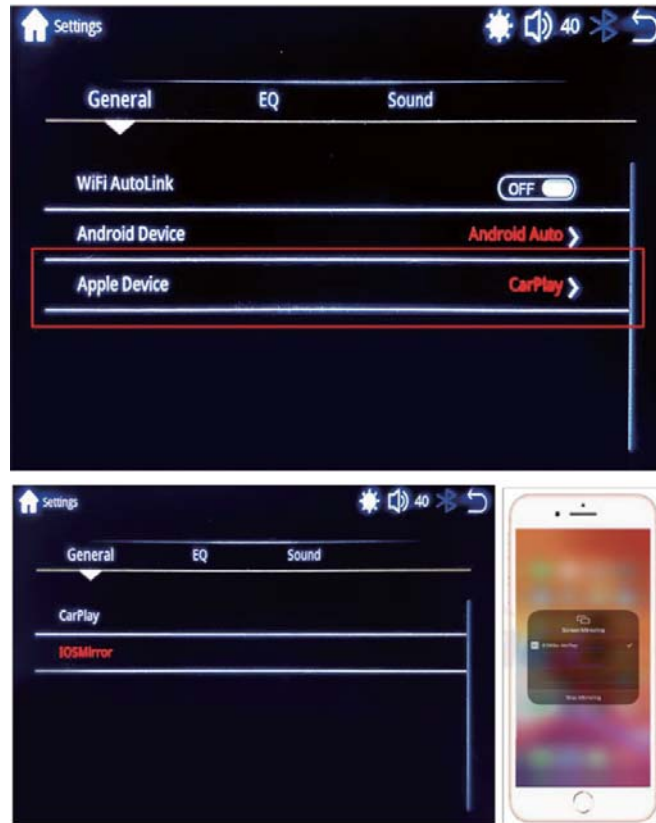 Settings
40
General EQ Sound
WiFi AutoLink
OFF
Android Device
Android Auto
Apple Device
CarPlay
Settings
40
General EQ Sound
CarPlay
IOSMirror
Screen Mirroring
Stop Mirroring